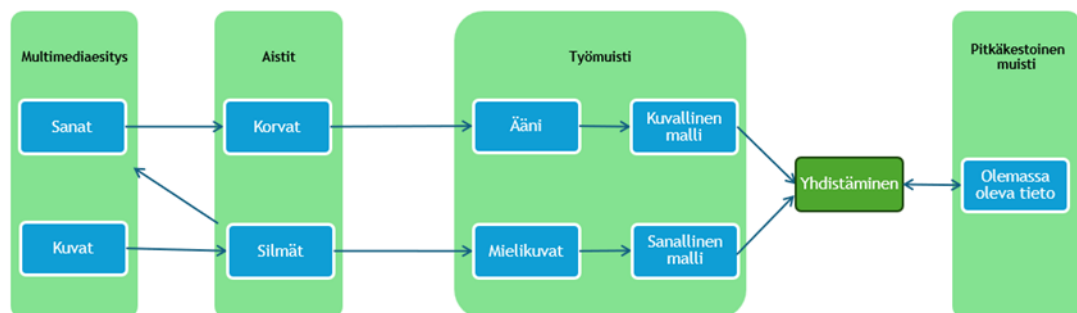 Multimediaesitys
Aistit
Työmuisti
Pitkäkestoinen
muisti
Sanat
Korvat
Ääni
Kuvallinen
malli
Yhdistäminen
Olemassa
oleva tieto
Kuvat
Silmät
Mielikuvat
Sanallinen
malli